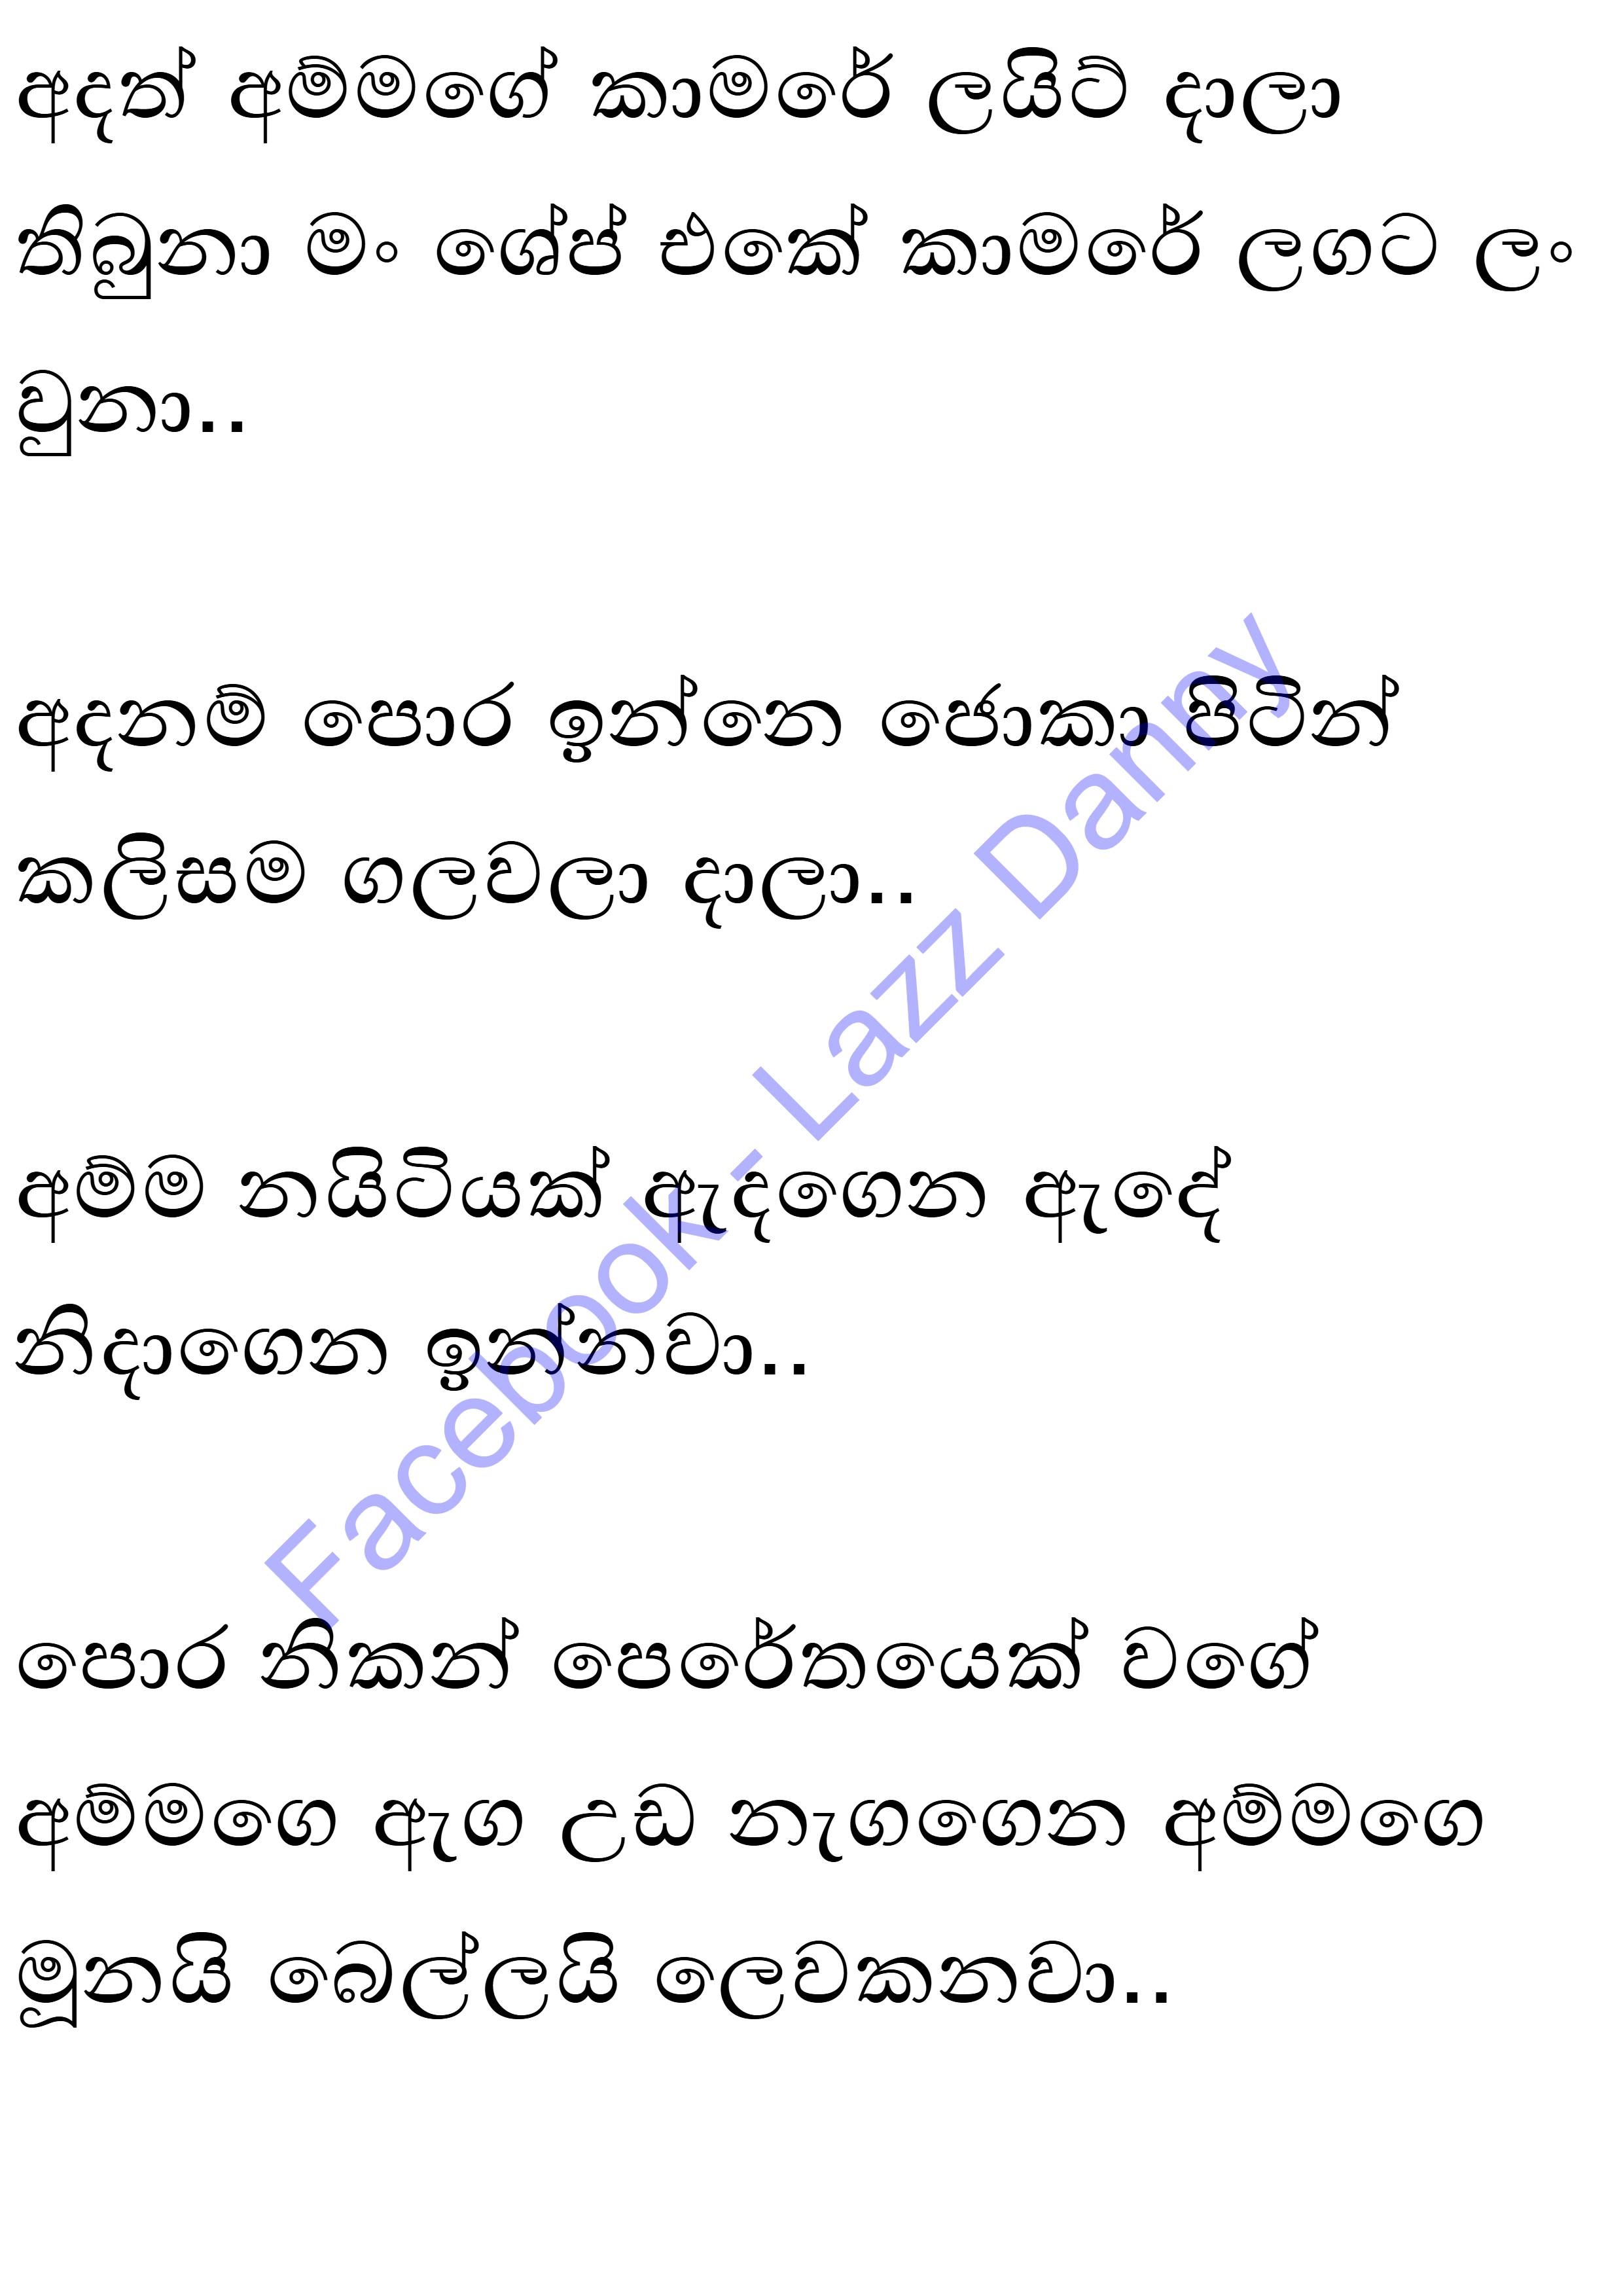 අදත් අම්මගේ කාමරේ ලයිට් දාලා
තිබුනා මං ශේප් එකේ කාමරේ ලගට ලං
වුනා..
අදනම් පොර ඉන්නෙ ජොකා පිටින්
කලිසම ගලවලා දාලා..
අම්ම නයිටියක් ඇදගෙන ඇදේ
නිදාගෙන ඉන්නවා..
පොර නිකන් පෙරේතයෙක් වගේ
අම්මගෙ ඇග උඩ නැගගෙන අම්මගෙ
මූනයි බෙල්ලයි ලෙවකනවා..
Facebook - Lazz Danny